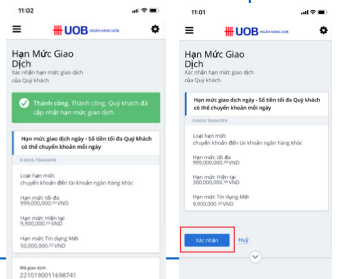 11:02
UOB NGÂN HÀNG UOB
Hạn Mức Giao
Dịch
Xác nhận hạn mức giao dịch
của Quý khách
Thành công. Thành công. Quý khách đã
cập nhật hạn mức giao dịch.
Hạn mức giao dịch ngày - Số tiền tối đa Quý khách
có thể chuyển khoản mỗi ngày
FUNDS TRANSFER
Loại hạn mức
chuyển khoản đến tài khoản ngân hàng khác
Hạn mức tối đa
999,000,000.00 VND
Hạn mức Hiện tại
9,900,000.00 VND
Hạn mức Tín dụng Mới
50,000,000.00 VND
Mã giao dịch
2210190011698741
11:01
UOB NGÂN HÀNG UOB
Hạn Mức Giao
Dịch
Xác nhận hạn mức giao dịch
của Quý khách
Hạn mức giao dịch ngày - Số tiền tối đa Quý khách
có thể chuyển khoản mỗi ngày
FUNDS TRANSFER
Loại hạn mức
chuyển khoản đến tài khoản ngân hàng khác
Hạn mức tối đa
999,000,000.00 VND
Hạn mức Hiện tại
300,000,000.00 VND
Hạn mức Tín dụng Mới
9,900,000.00 VND
Xác nhận Huỷ